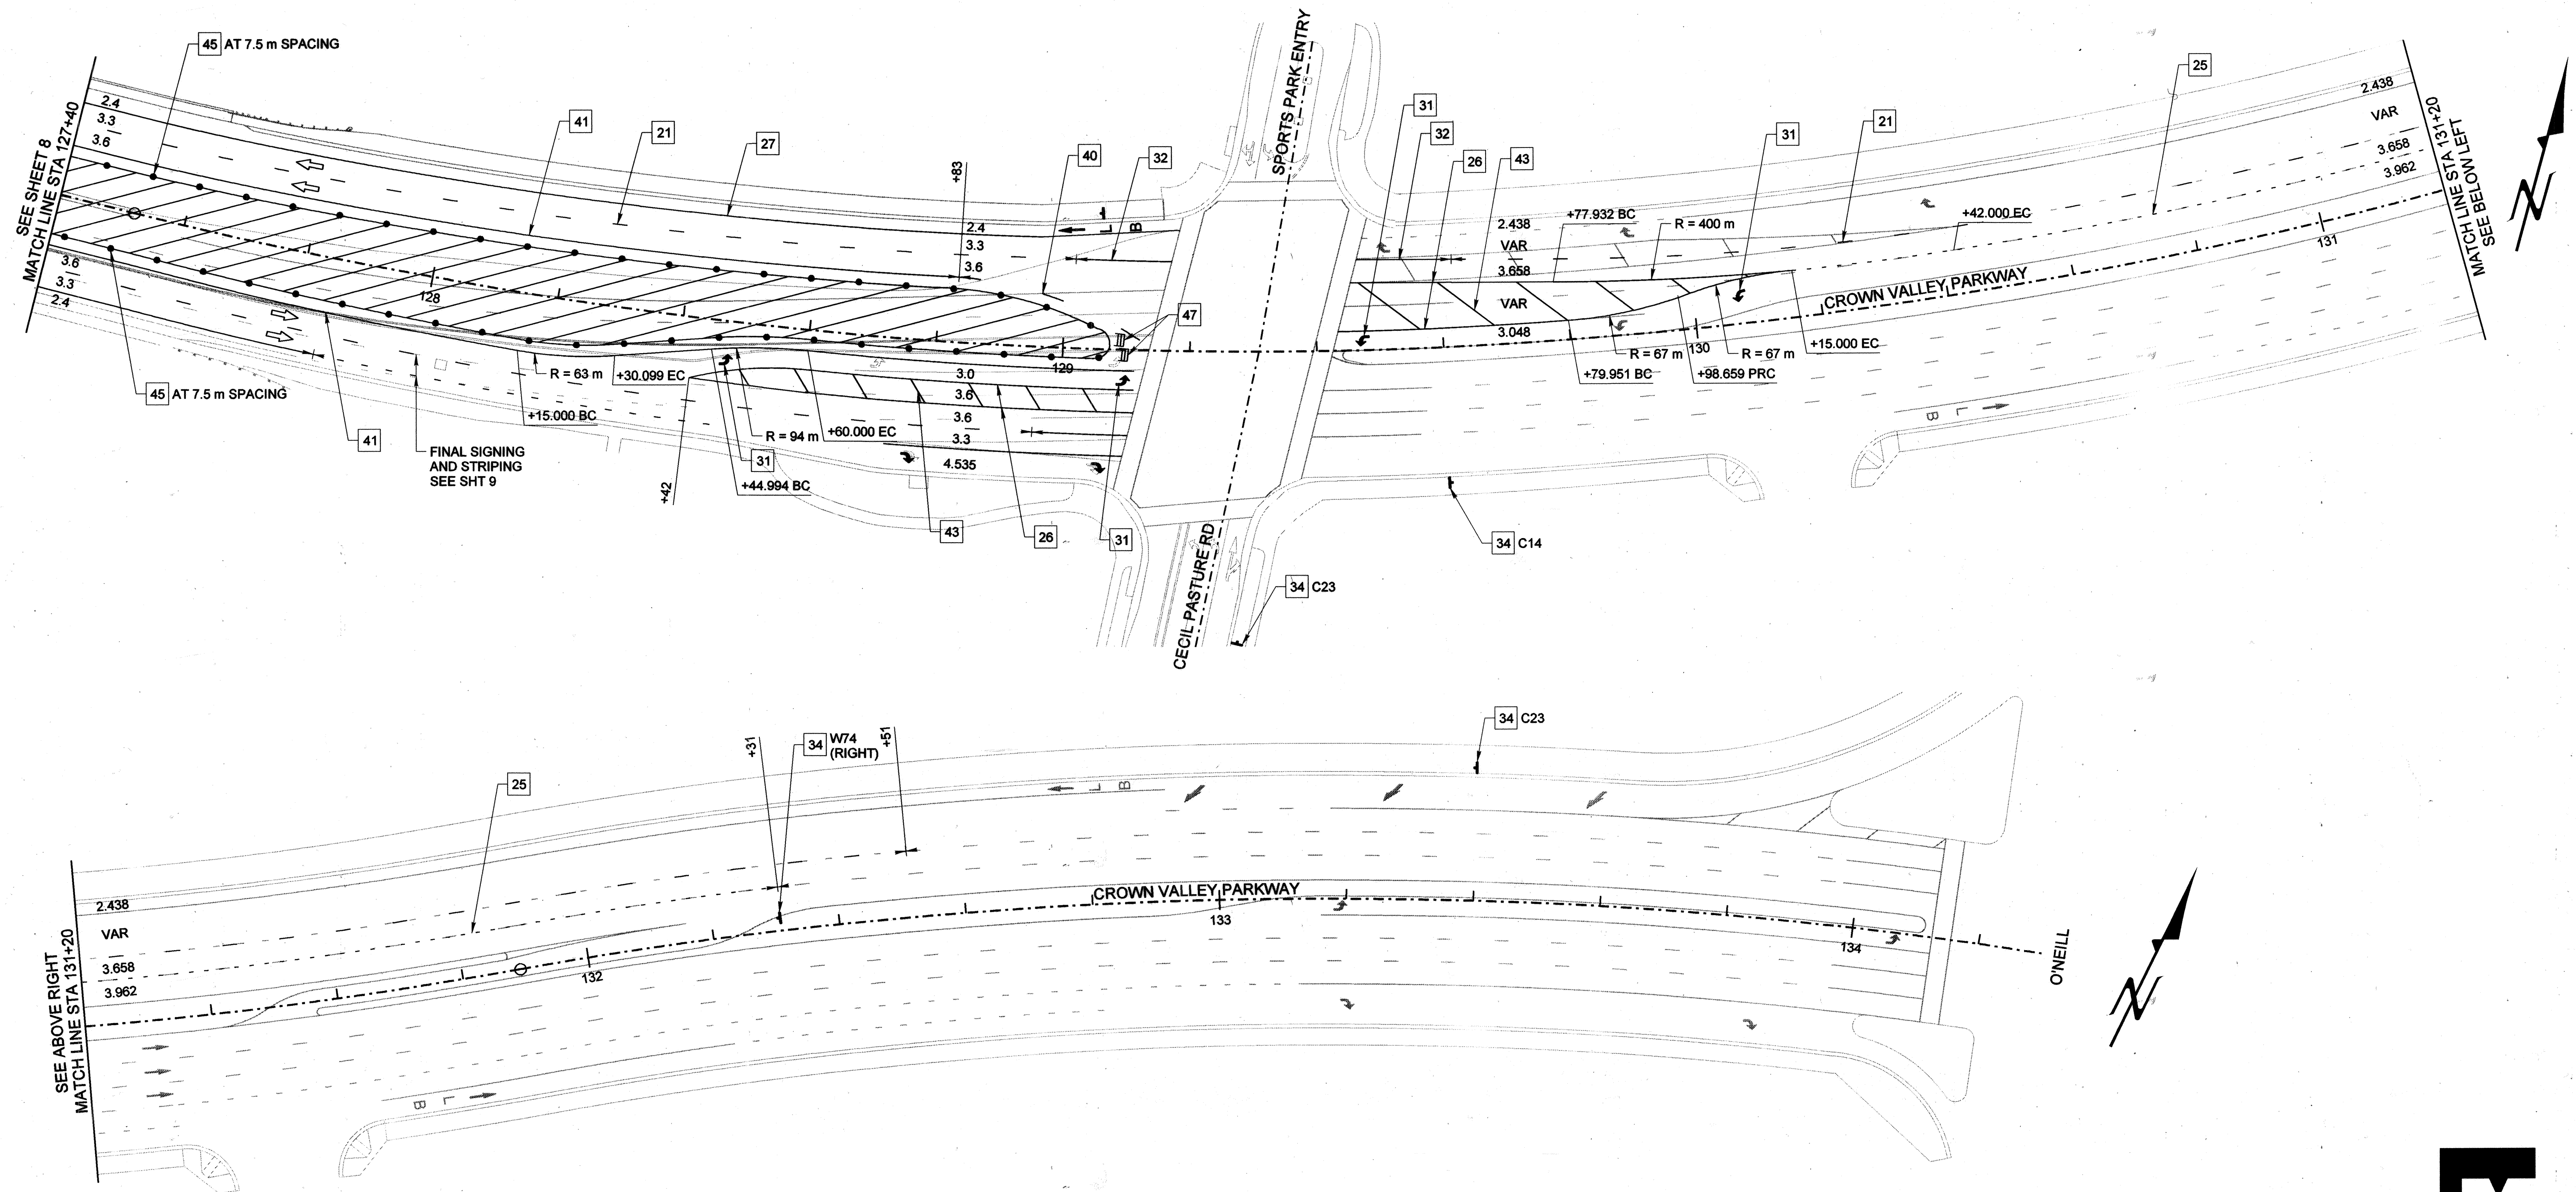 45 AT 7.5 m SPACING
SEE SHEET 8
MATCH LINE STA 127+40
2.4
3.3
3.6
3.6
3.3
2.4
41
21
27
+83
40
32
2.4
3.3
3.6
L
B
128
129
47
45 AT 7.5 m SPACING
41
FINAL SIGNING
AND STRIPING
SEE SHT 9
+15.000 BC
R = 63 m
+30.099 EC
+42
31
+44.994 BC
R = 94 m
+60.000 EC
3.0
3.6
3.6
3.3
4.535
43
26
31
SPORTS PARK ENTRY
CECIL PASTURE RD
31
32
26
43
2.438
VAR
3.658
VAR
3.048
+77.932 BC
R = 400 m
31
21
+42.000 EC
25
R = 67 m
130
R = 67 m
+79.951 BC
+98.659 PRC
+15.000 EC
CROWN VALLEY PARKWAY
131
2.438
VAR
3.658
3.962
MATCH LINE STA 131+20
SEE BELOW LEFT
N
B L
34 C14
34 C23
SEE ABOVE RIGHT
MATCH LINE STA 131+20
2.438
VAR
3.658
3.962
25
+31
34 W74
(RIGHT)
+51
34 C23
L B
CROWN VALLEY PARKWAY
132
133
134
O'NEILL
B L
N